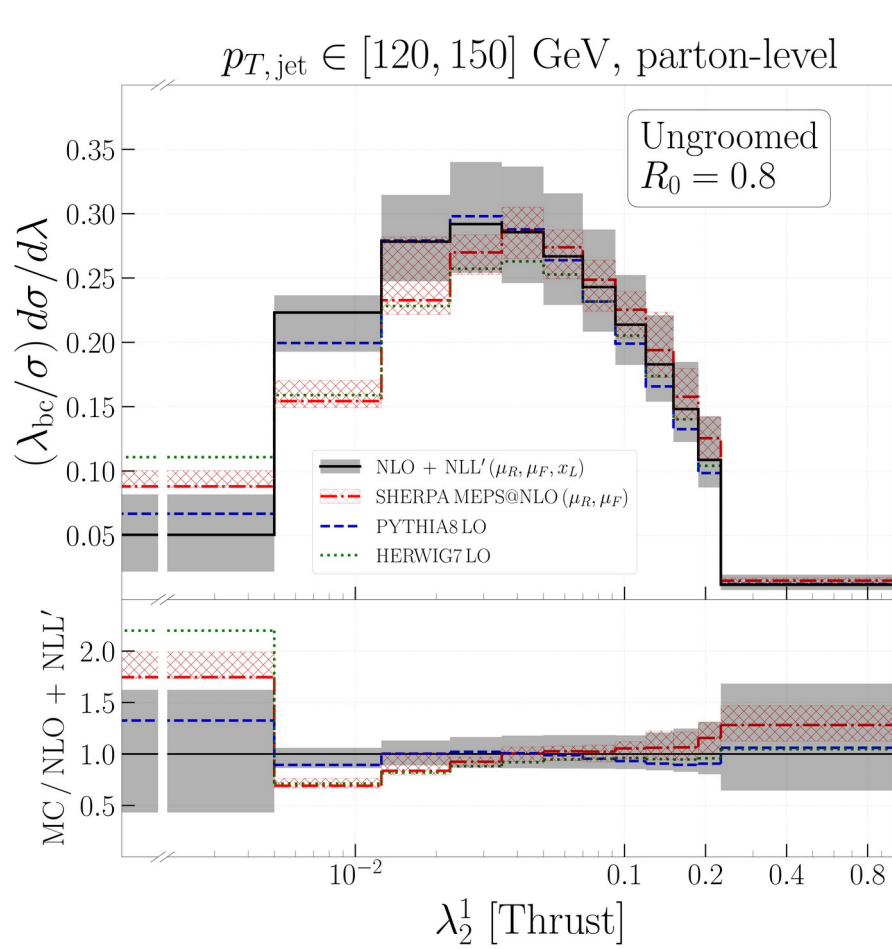 p_{T, jet} ∈ [120, 150] GeV, parton-level
(λ_bc/σ) dσ/dλ
0.35
0.30
0.25
0.20
0.15
0.10
0.05
Ungroomed
R₀ = 0.8
NLO + NLL′ (μ_R, μ_F, x_L)
SHERPA MEPS@NLO (μ_R, μ_F)
PYTHIA8 LO
HERWIG7 LO
MC / NLO + NLL′
2.0
1.5
1.0
0.5
10⁻² 0.1 0.2 0.4 0.8
λ¹₂ [Thrust]